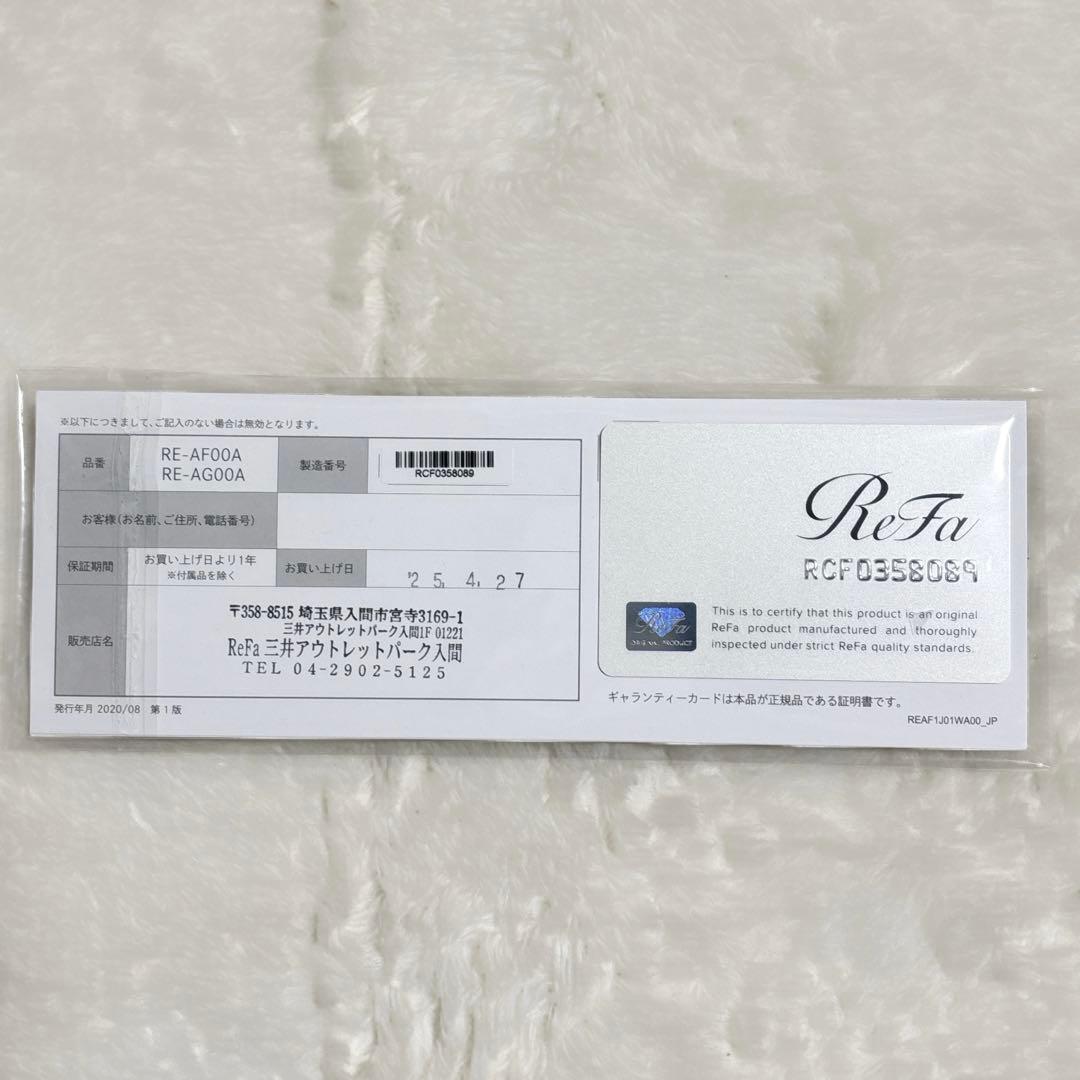 ※以下につきまして、ご記入のない場合は無効となります。
品番
RE-AF00A
RE-AG00A
製造番号
RCF0358089
お客様(お名前、ご住所、電話番号)
保証期間
お買い上げ日より1年
※付属品を除く
お買い上げ日
'25. 4. 27
販売店名
〒358-8515 埼玉県入間市宮寺3169-1
三井アウトレットパーク入間1F 01221
ReFa 三井アウトレットパーク入間
TEL 04-2902-5125
発行年月 2020/08 第1版
ReFa
RCF0358089
ReFa
ORIGINAL PRODUCT
This is to certify that this product is an original
ReFa product manufactured and thoroughly
inspected under strict ReFa quality standards.
ギャランティーカードは本品が正規品である証明書です。
REAF1J01WA00_JP